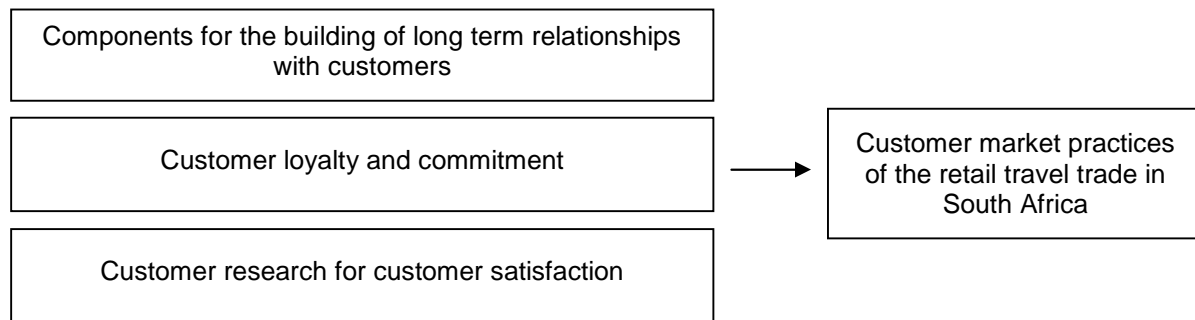 Components for the building of long term relationships
with customers
Customer loyalty and commitment
Customer market practices
of the retail travel trade in
South Africa
Customer research for customer satisfaction